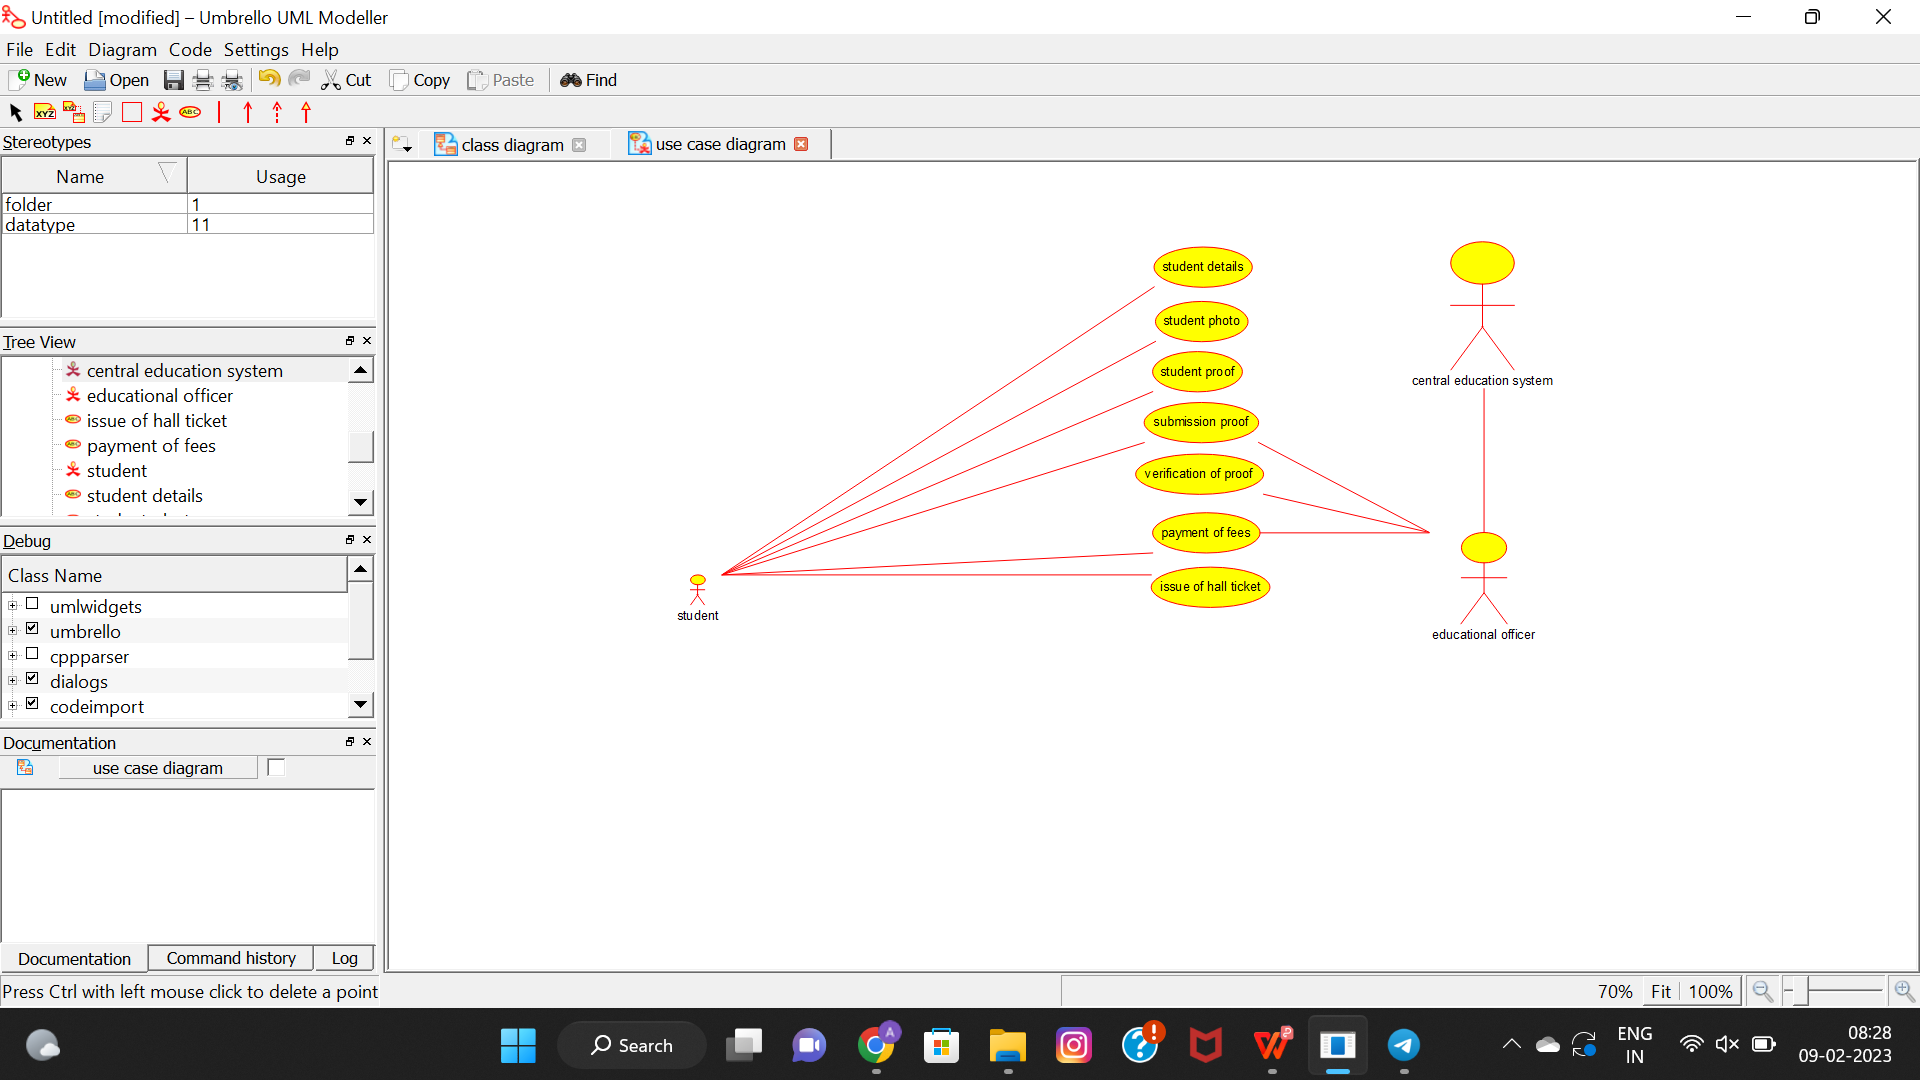 Untitled [modified] – Umbrello UML Modeller
File Edit Diagram Code Settings Help
New Open Cut Copy Paste Find
XYZ XYZ ABC
Stereotypes
Name Usage
folder 1
datatype 11
Tree View
central education system
educational officer
issue of hall ticket
payment of fees
student
student details
Debug
Class Name
umlwidgets
umbrello
cppparser
dialogs
codeimport
Documentation
use case diagram
Documentation Command history Log
Press Ctrl with left mouse click to delete a point
class diagram use case diagram
student details
student photo
student proof
submission proof
verification of proof
payment of fees
issue of hall ticket
student
central education system
educational officer
70% Fit 100%
Search
A
ENG
IN
08:28
09-02-2023